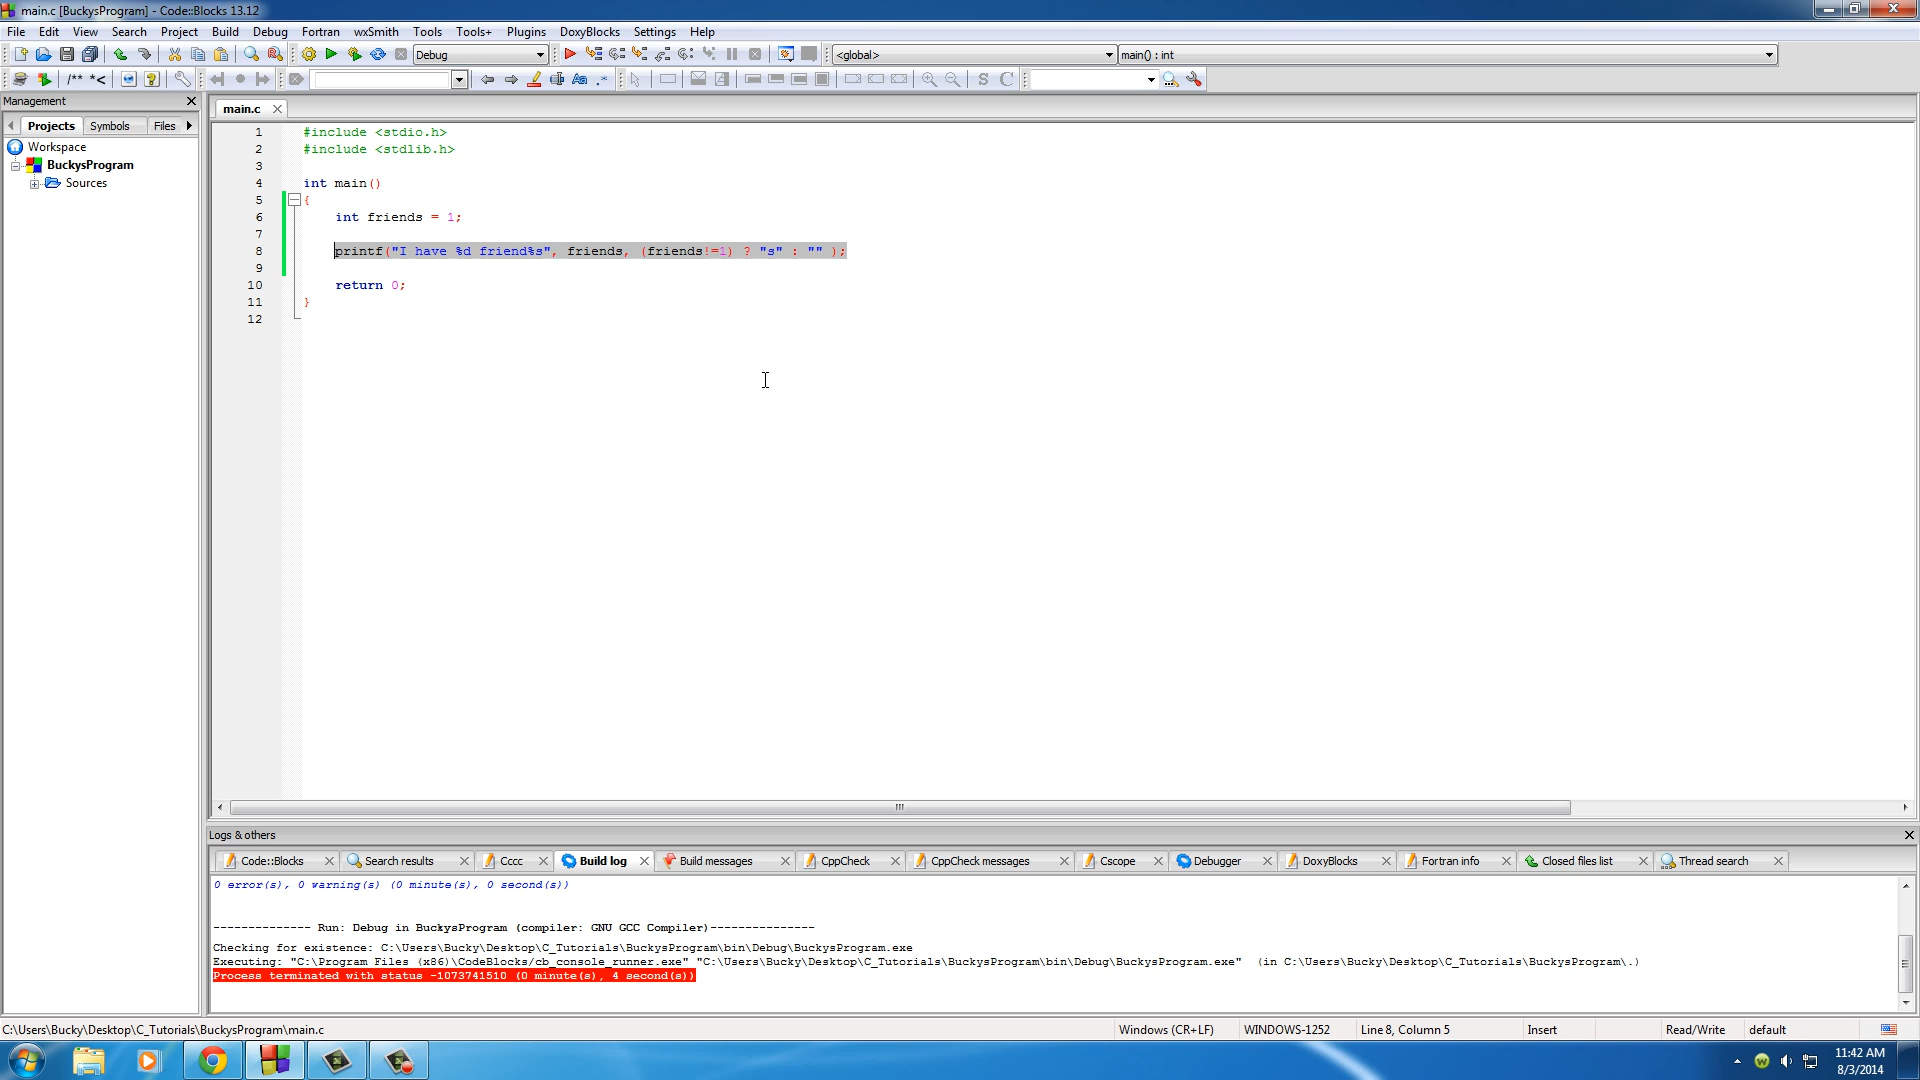 main.c [BuckysProgram] - Code::Blocks 13.12
File Edit View Search Project Build Debug Fortran wxSmith Tools Tools+ Plugins DoxyBlocks Settings Help
Debug <global> main() : int
/** *< Aa .* S C
Management
Projects Symbols Files
Workspace
BuckysProgram
Sources
main.c
1 #include <stdio.h>
2 #include <stdlib.h>
3
4 int main()
5 {
6 int friends = 1;
7
8 printf("I have %d friend%s", friends, (friends!=1) ? "s" : "" );
9
10 return 0;
11 }
12
Logs & others
Code::Blocks Search results Cccc Build log Build messages CppCheck CppCheck messages Cscope Debugger DoxyBlocks Fortran info Closed files list Thread search
0 error(s), 0 warning(s) (0 minute(s), 0 second(s))
-------------- Run: Debug in BuckysProgram (compiler: GNU GCC Compiler)---------------
Checking for existence: C:\Users\Bucky\Desktop\C_Tutorials\BuckysProgram\bin\Debug\BuckysProgram.exe
Executing: "C:\Program Files (x86)\CodeBlocks/cb_console_runner.exe" "C:\Users\Bucky\Desktop\C_Tutorials\BuckysProgram\bin\Debug\BuckysProgram.exe" (in C:\Users\Bucky\Desktop\C_Tutorials\BuckysProgram\.)
Process terminated with status -1073741510 (0 minute(s), 4 second(s))
C:\Users\Bucky\Desktop\C_Tutorials\BuckysProgram\main.c Windows (CR+LF) WINDOWS-1252 Line 8, Column 5 Insert Read/Write default
11:42 AM
8/3/2014